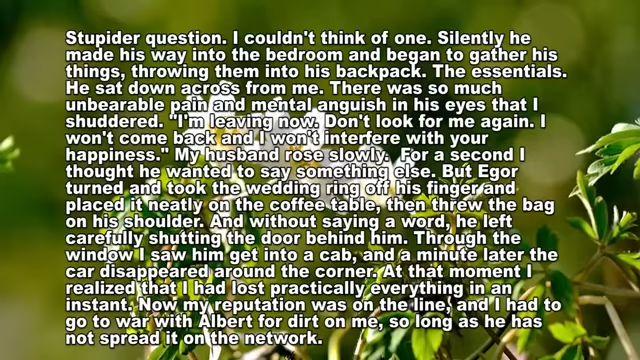 Stupider question. I couldn't think of one. Silently he
made his way into the bedroom and began to gather his
things, throwing them into his backpack. The essentials.
He sat down across from me. There was so much
unbearable pain and mental anguish in his eyes that I
shuddered. "I'm leaving now. Don't look for me again. I
won't come back and I won't interfere with your
happiness." My husband rose slowly. For a second I
thought he wanted to say something else. But Egor
turned and took the wedding ring off his finger and
placed it neatly on the coffee table, then threw the bag
on his shoulder. And without saying a word, he left
carefully shutting the door behind him. Through the
window I saw him get into a cab, and a minute later the
car disappeared around the corner. At that moment I
realized that I had lost practically everything in an
instant. Now my reputation was on the line, and I had to
go to war with Albert for dirt on me, so long as he has
not spread it on the network.